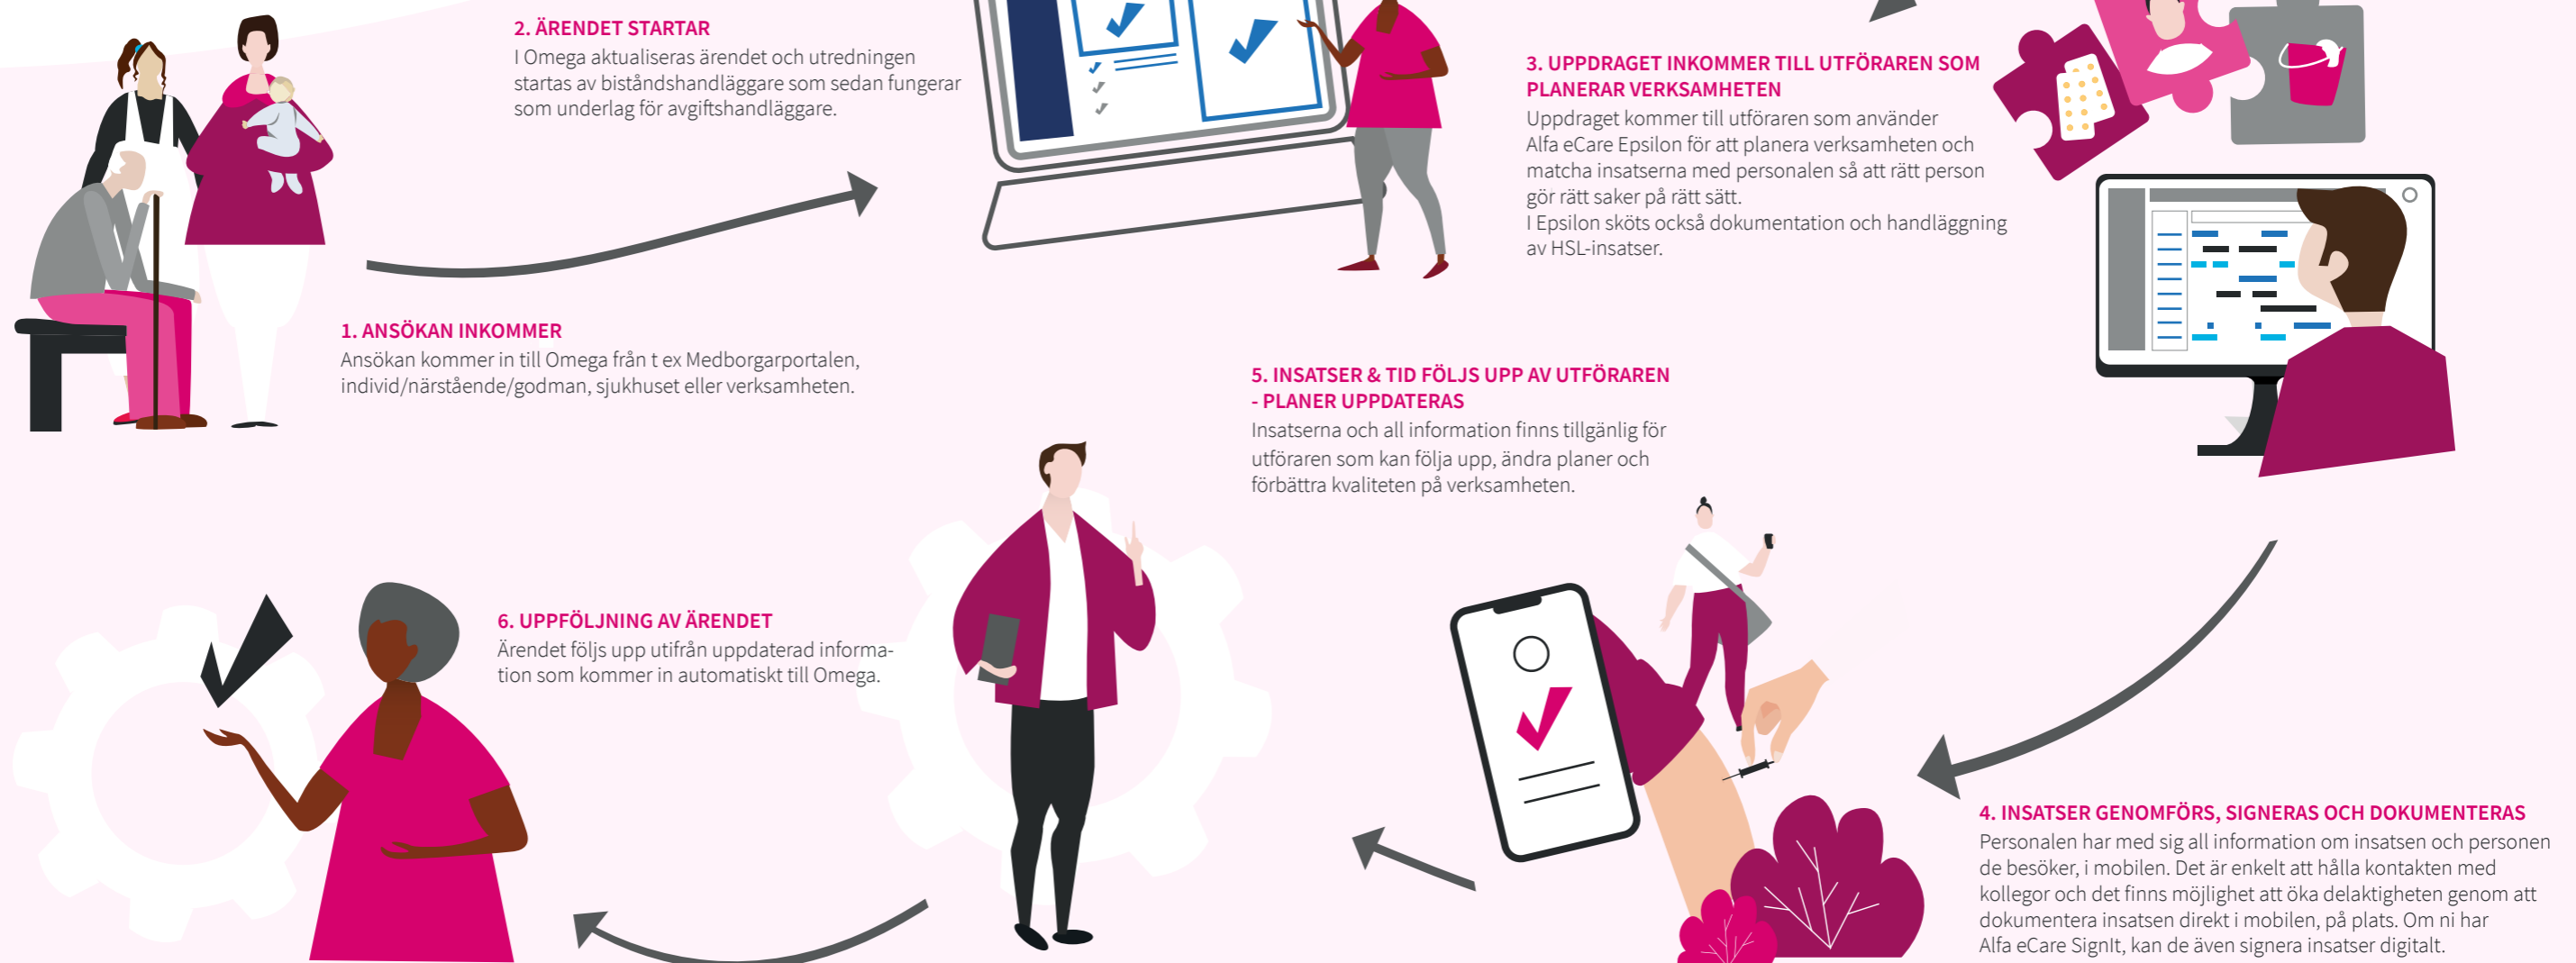 1. ANSÖKAN INKOMMER
Ansökan kommer in till Omega från t ex Medborgarportalen,
individ/närstående/godman, sjukhuset eller verksamheten.
2. ÄRENDET STARTAR
I Omega aktualiseras ärendet och utredningen
startas av biståndshandläggare som sedan fungerar
som underlag för avgiftshandläggare.
3. UPPDRAGET INKOMMER TILL UTFÖRAREN SOM
PLANERAR VERKSAMHETEN
Uppdraget kommer till utföraren som använder
Alfa eCare Epsilon för att planera verksamheten och
matcha insatserna med personalen så att rätt person
gör rätt saker på rätt sätt.
I Epsilon sköts också dokumentation och handläggning
av HSL-insatser.
4. INSATSER GENOMFÖRS, SIGNERAS OCH DOKUMENTERAS
Personalen har med sig all information om insatsen och personen
de besöker, i mobilen. Det är enkelt att hålla kontakten med
kollegor och det finns möjlighet att öka delaktigheten genom att
dokumentera insatsen direkt i mobilen, på plats. Om ni har
Alfa eCare SignIt, kan de även signera insatser digitalt.
5. INSATSER & TID FÖLJS UPP AV UTFÖRAREN
- PLANER UPPDATERAS
Insatserna och all information finns tillgänlig för
utföraren som kan följa upp, ändra planer och
förbättra kvaliteten på verksamheten.
6. UPPFÖLJNING AV ÄRENDET
Ärendet följs upp utifrån uppdaterad informa-
tion som kommer in automatiskt till Omega.